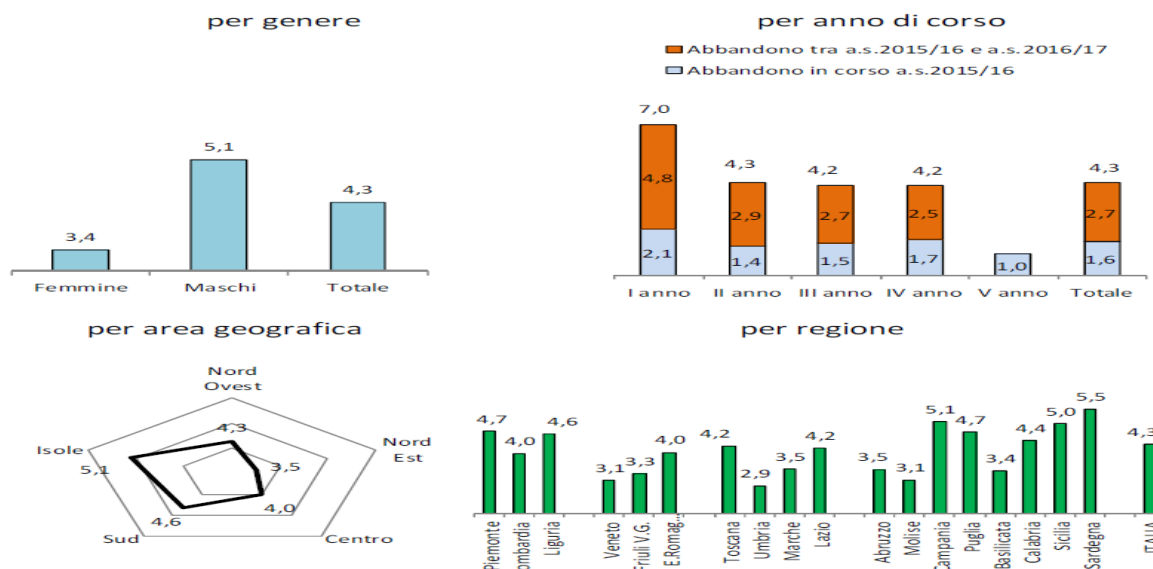 per genere
5,1
4,3
3,4
Femmine Maschi Totale
per anno di corso
Abbandono tra a.s.2015/16 e a.s.2016/17
Abbandono in corso a.s.2015/16
7,0
4,3
4,2
4,2
4,3
4,8
2,9
2,7
2,5
2,7
2,1
1,4
1,5
1,7
1,0
1,6
I anno II anno III anno IV anno V anno Totale
per area geografica
Nord
Ovest
4,3
Isole
Nord
Est
5,1
3,5
4,6
4,0
Sud
Centro
per regione
4,7
4,0
4,6
3,1
3,3
4,0
4,2
2,9
3,5
4,2
3,5
3,1
5,1
4,7
3,4
4,4
5,0
5,5
4,3
Piemonte
ombardia
Liguria
Veneto
Friuli V.G.
E.Romag...
Toscana
Umbria
Marche
Lazio
Abruzzo
Molise
Campania
Puglia
Basilicata
Calabria
Sicilia
Sardegna
ITALIA